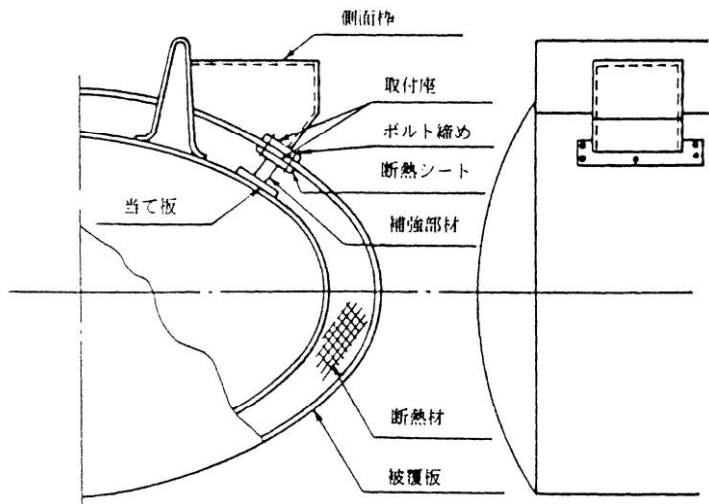 側面枠
取付座
ボルト締め
断熱シート
当て板
補強部材
断熱材
被覆板